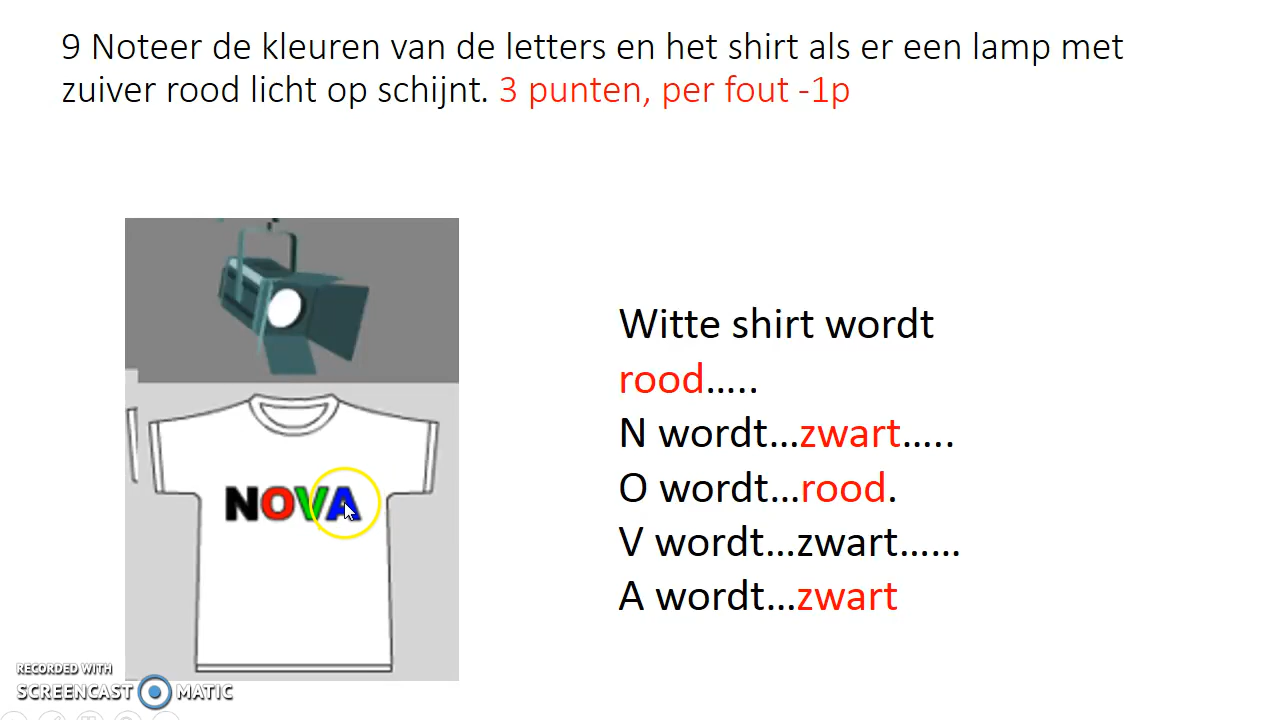 9 Noteer de kleuren van de letters en het shirt als er een lamp met
zuiver rood licht op schijnt. 3 punten, per fout -1p
Witte shirt wordt
rood.....
N wordt...zwart.....
O wordt...rood.
V wordt...zwart......
A wordt...zwart
NOVA
RECORDED WITH
SCREENCAST MATIC